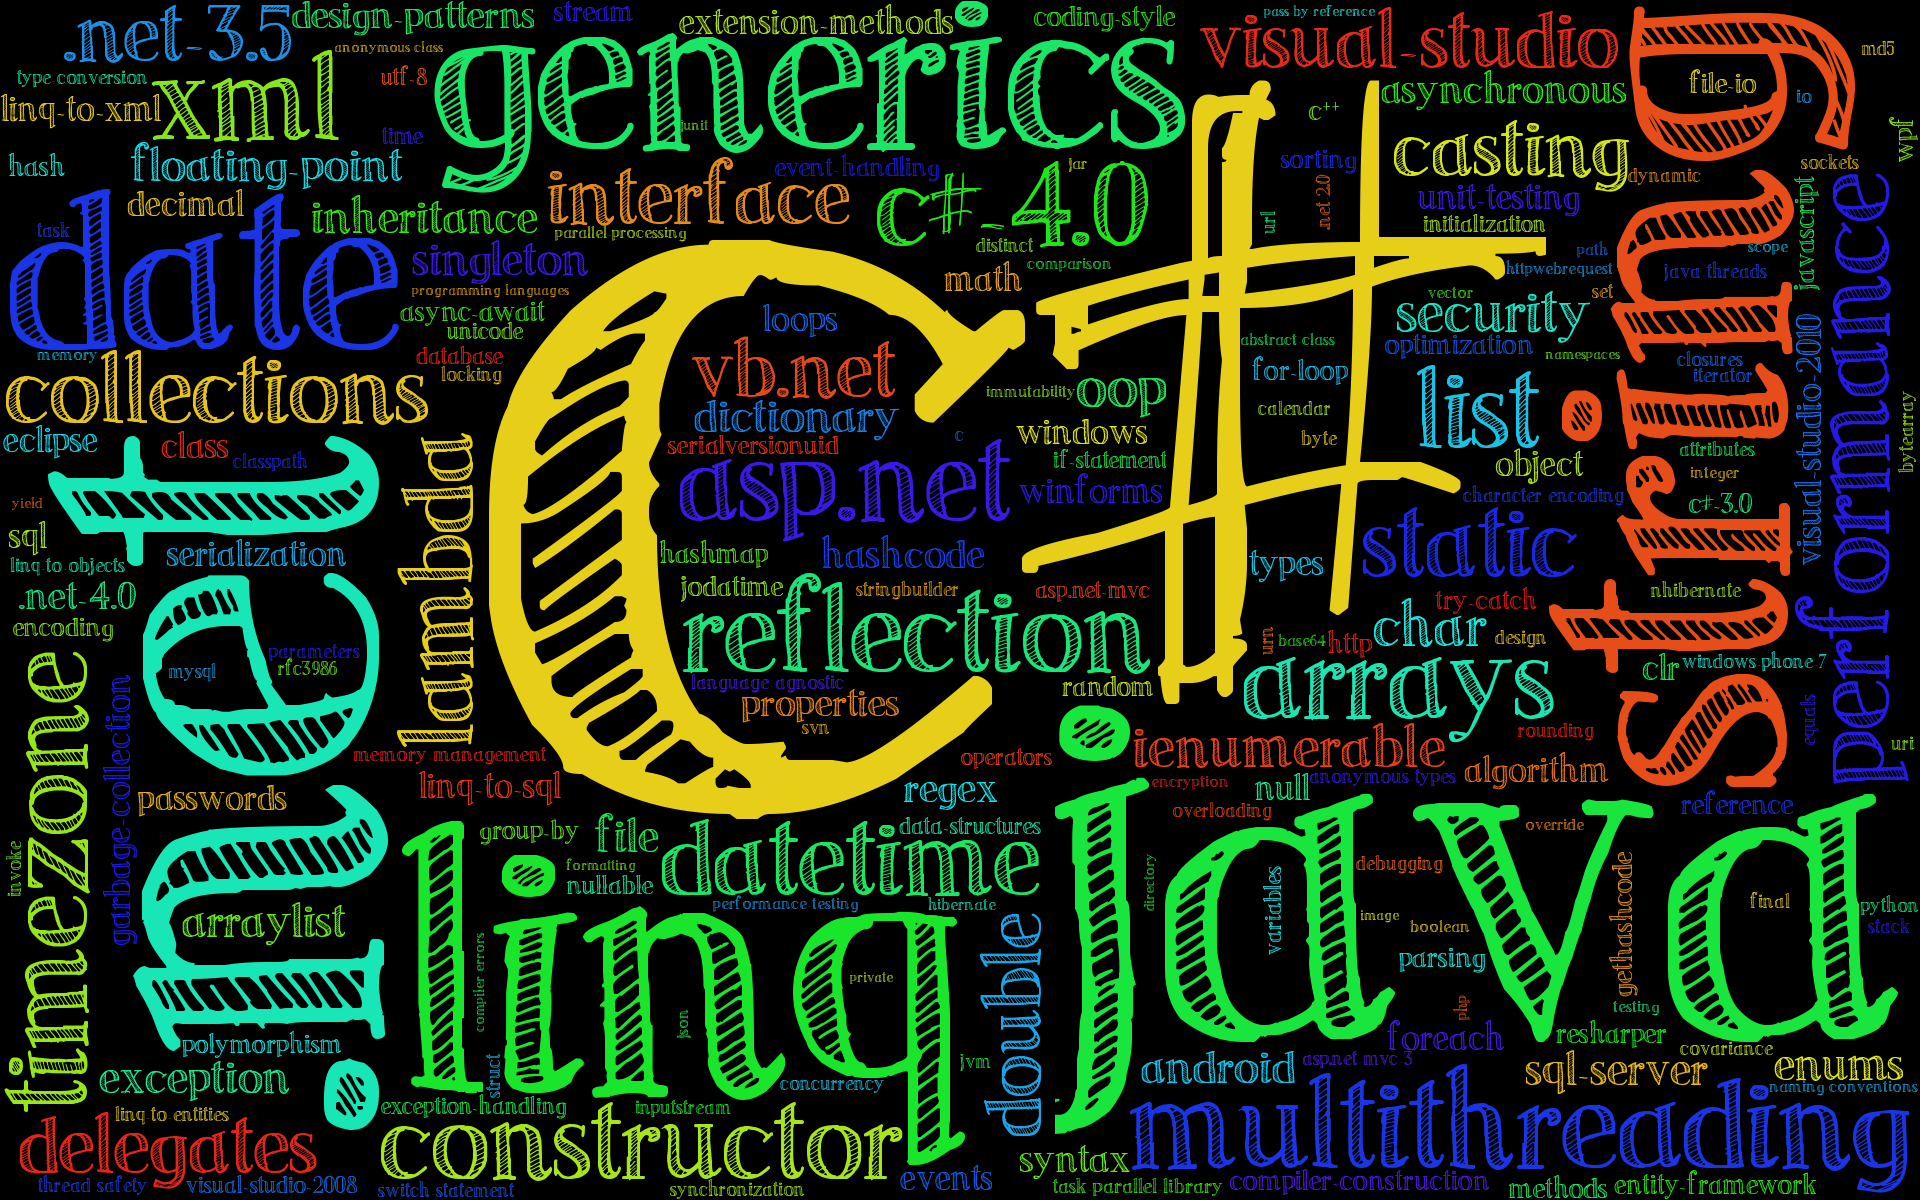 .net-3.5
design-patterns
stream
extension-methods
coding-style
pass by reference
visual-studio
md5
anonymous class
generics
type conversion
xml
utf-8
asynchronous
file-io
io
string
linq-to-xml
time
junit
c++
casting
wpf
hash
floating-point
event-handling
jar
sorting
sockets
dynamic
decimal
inheritance
interface
c#-4.0
url
.net 2.0
unit-testing
initialization
javascript
performance
task
date
parallel processing
distinct
comparison
path
scope
singleton
math
httpwebrequest
java threads
programming languages
async-await
unicode
vector
set
security
c#
loops
memory
database
locking
vb.net
abstract class
optimization
namespaces
closures
iterator
visual-studio-2010
collections
immutability
oop
for-loop
list
calendar
bytearray
dictionary
eclipse
class
classpath
serialversionuid
c
windows
byte
if-statement
attributes
object
asp.net
winforms
integer
character encoding
c#-3.0
yield
.net
lambda
sql
static
linq to objects
serialization
hashmap
hashcode
types
.net-4.0
jodatime
stringbuilder
asp.net-mvc
nhibernate
try-catch
encoding
reflection
urn
base64
http
char
design
parameters
mysql
rfc3986
clr
windows phone 7
timezone
garbage-collection
language agnostic
random
arrays
properties
svn
equals
rounding
uri
memory management
operators
ienumerable
linq-to-sql
regex
encryption
null
anonymous types
algorithm
passwords
overloading
reference
java
group-by
file
data-structures
override
invoke
formatting
nullable
datetime
directory
debugging
variables
gethashcode
performance testing
hibernate
final
python
arraylist
linq
image
boolean
stack
compiler errors
double
parsing
private
json
php
testing
polymorphism
foreach
resharper
covariance
jvm
struct
exception
concurrency
android
asp.net mvc 3
sql-server
enums
naming conventions
exception-handling
inputstream
linq to entities
multithreading
delegates
constructor
syntax
thread safety
visual-studio-2008
switch statement
synchronization
events
task parallel library
compiler-construction
methods
entity-framework